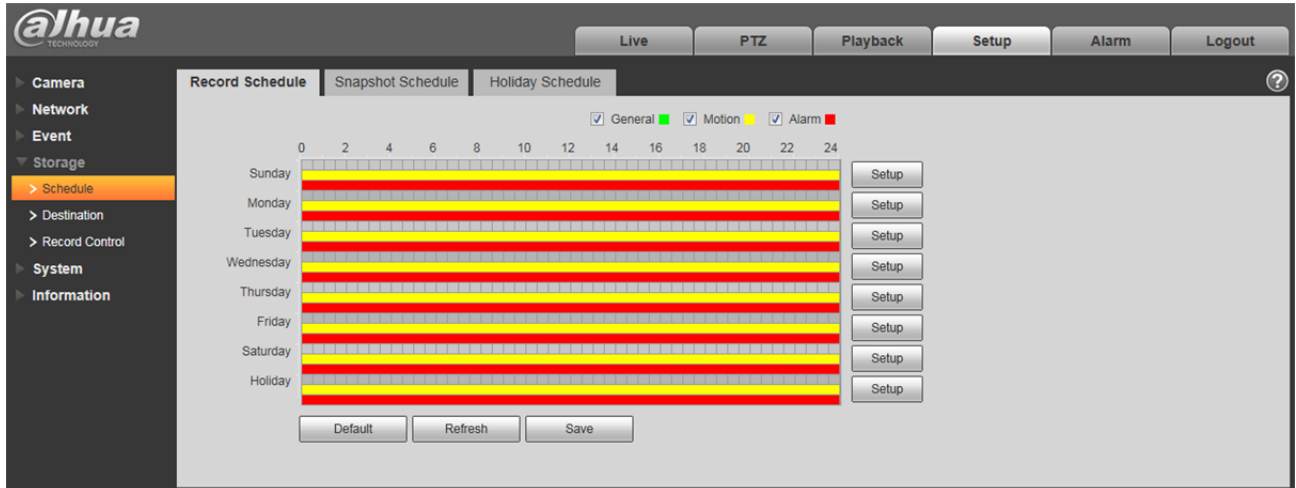 alhua
TECHNOLOGY
Live PTZ Playback Setup Alarm Logout
Camera
Network
Event
Storage
> Schedule
> Destination
> Record Control
System
Information
Record Schedule Snapshot Schedule Holiday Schedule ?
General Motion Alarm
0 2 4 6 8 10 12 14 16 18 20 22 24
Sunday Setup
Monday Setup
Tuesday Setup
Wednesday Setup
Thursday Setup
Friday Setup
Saturday Setup
Holiday Setup
Default Refresh Save